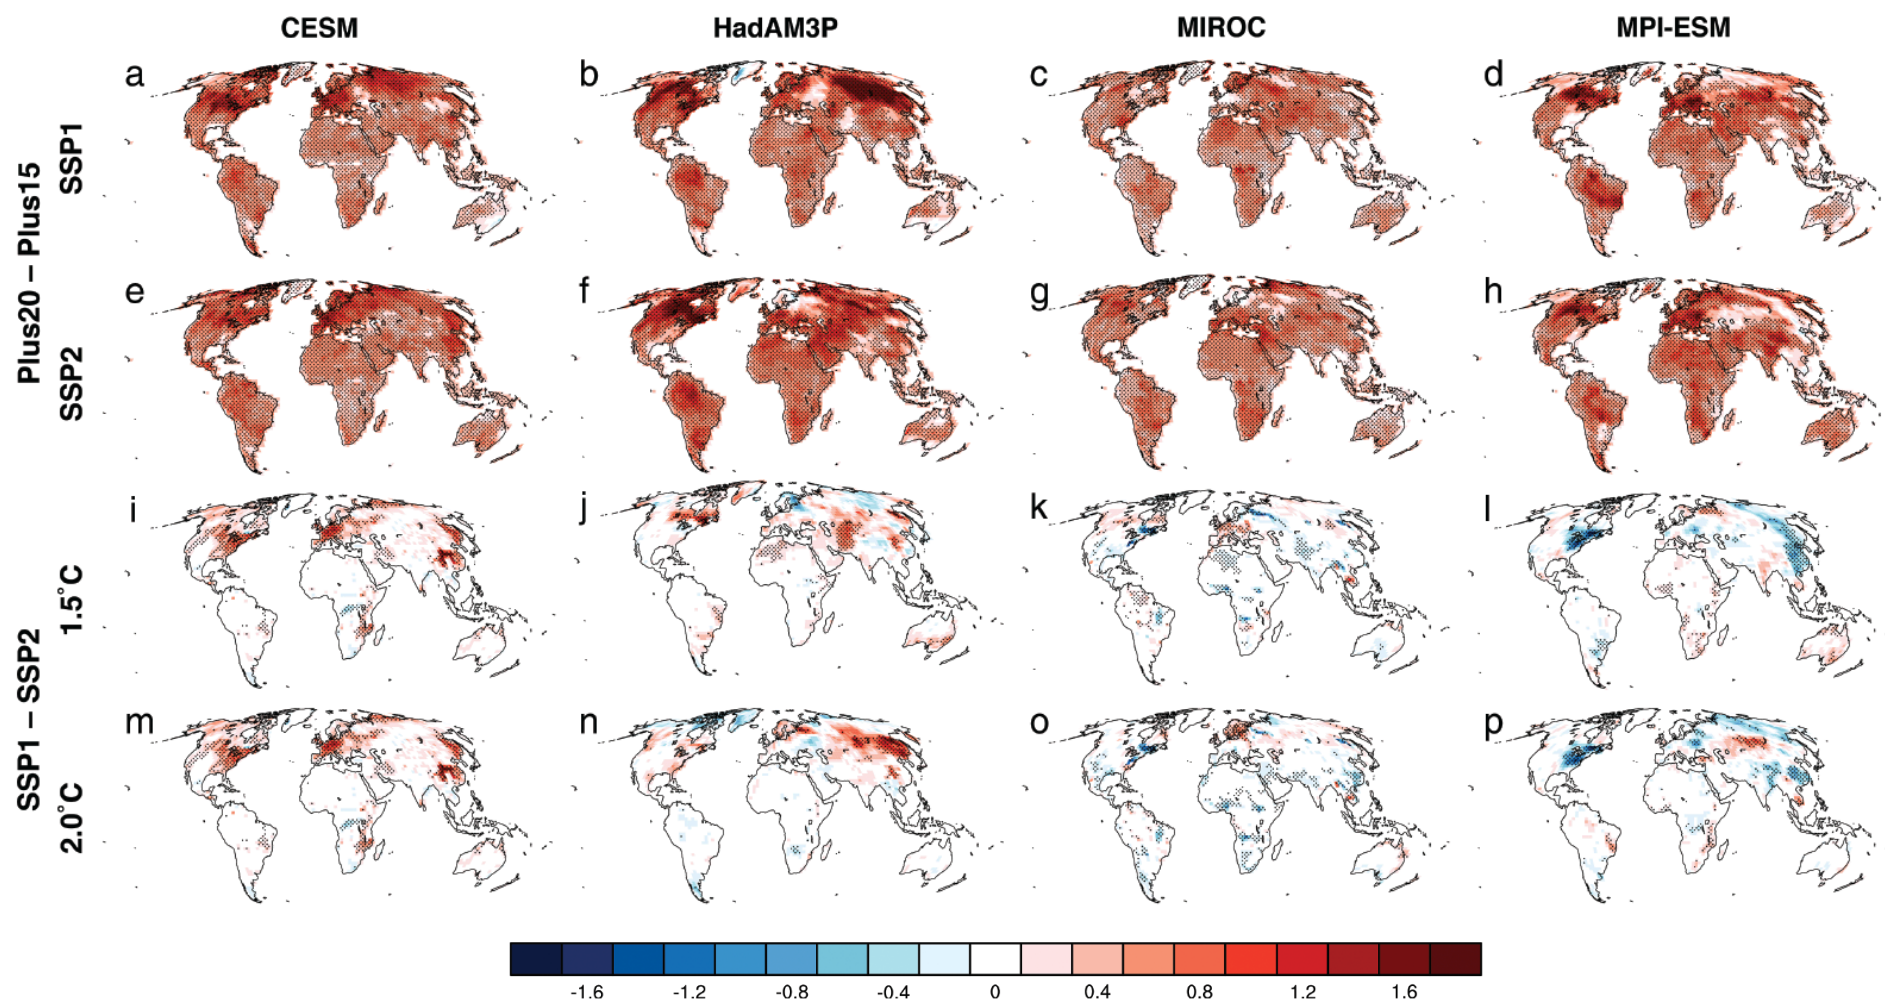 CESM HadAM3P MIROC MPI-ESM
a b c d
Plus20 – Plus15
SSP1
e f g h
SSP2
i j k l
SSP1 – SSP2
1.5°C
m n o p
2.0°C
-1.6 -1.2 -0.8 -0.4 0 0.4 0.8 1.2 1.6